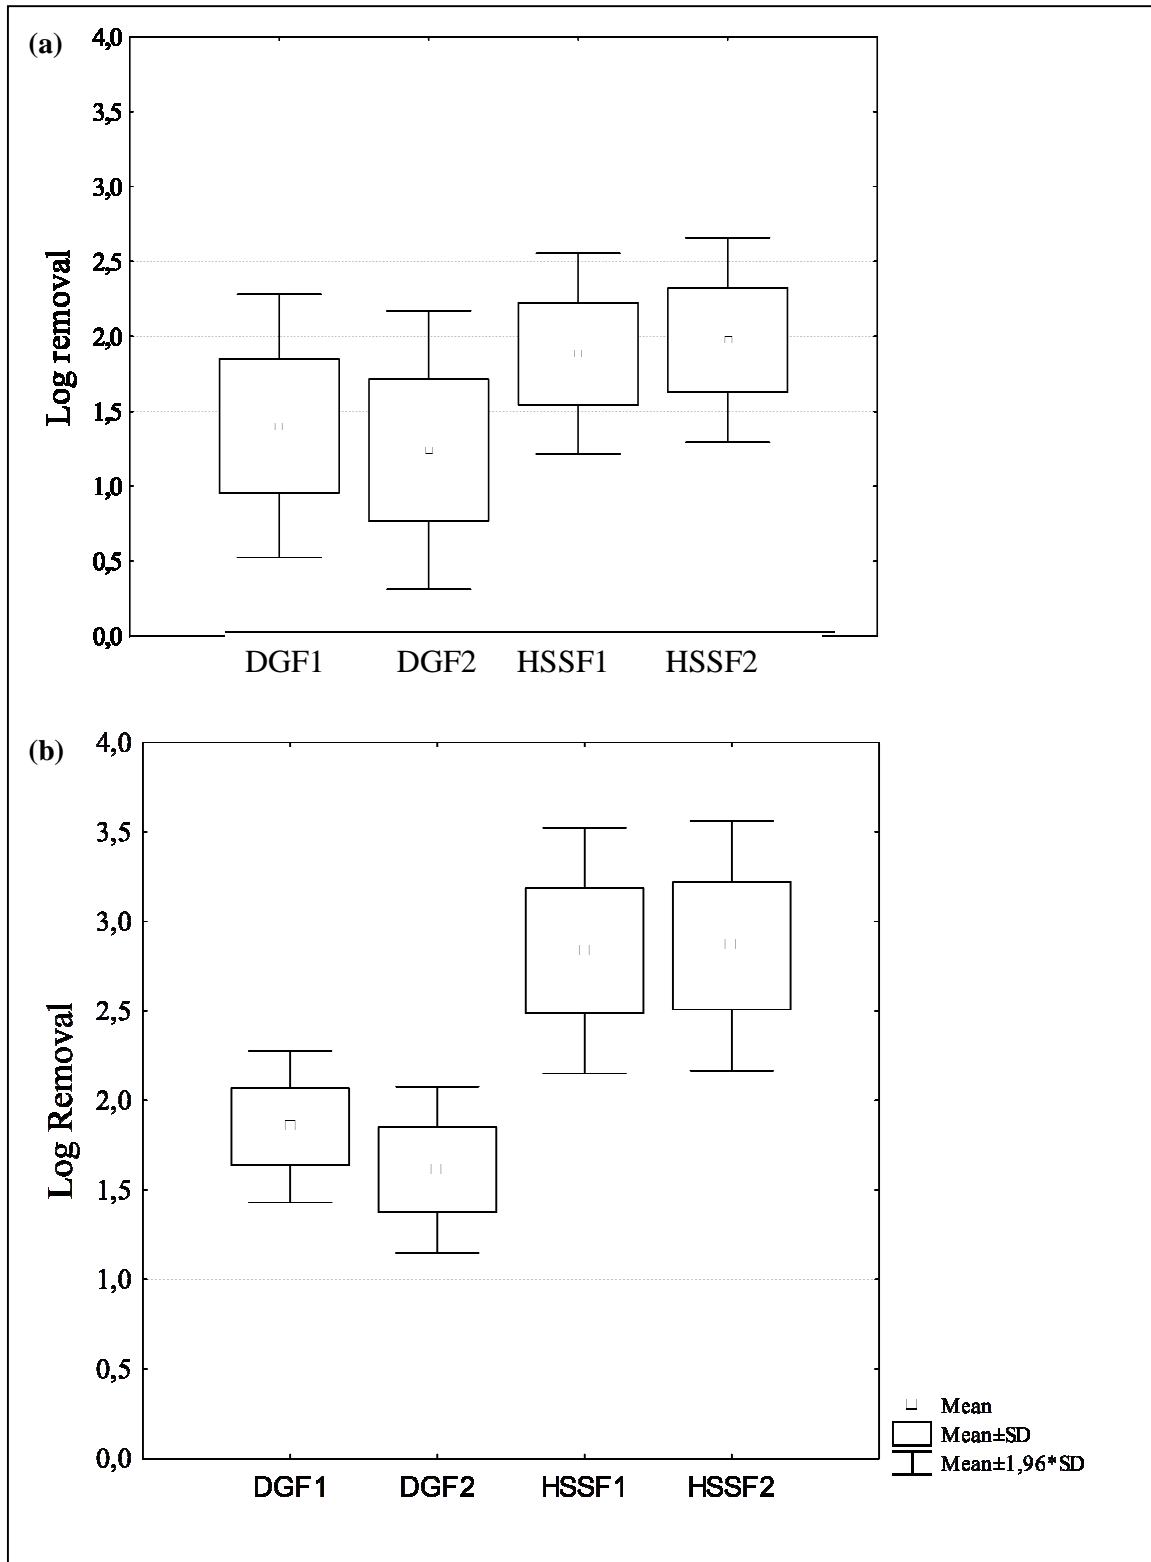 (a)
4,0
3,5
3,0
2,5
2,0
1,5
1,0
0,5
0,0
Log removal
DGF1 DGF2 HSSF1 HSSF2
(b)
4,0
3,5
3,0
2,5
2,0
1,5
1,0
0,5
0,0
Log Removal
DGF1 DGF2 HSSF1 HSSF2
Mean
Mean±SD
Mean±1,96*SD